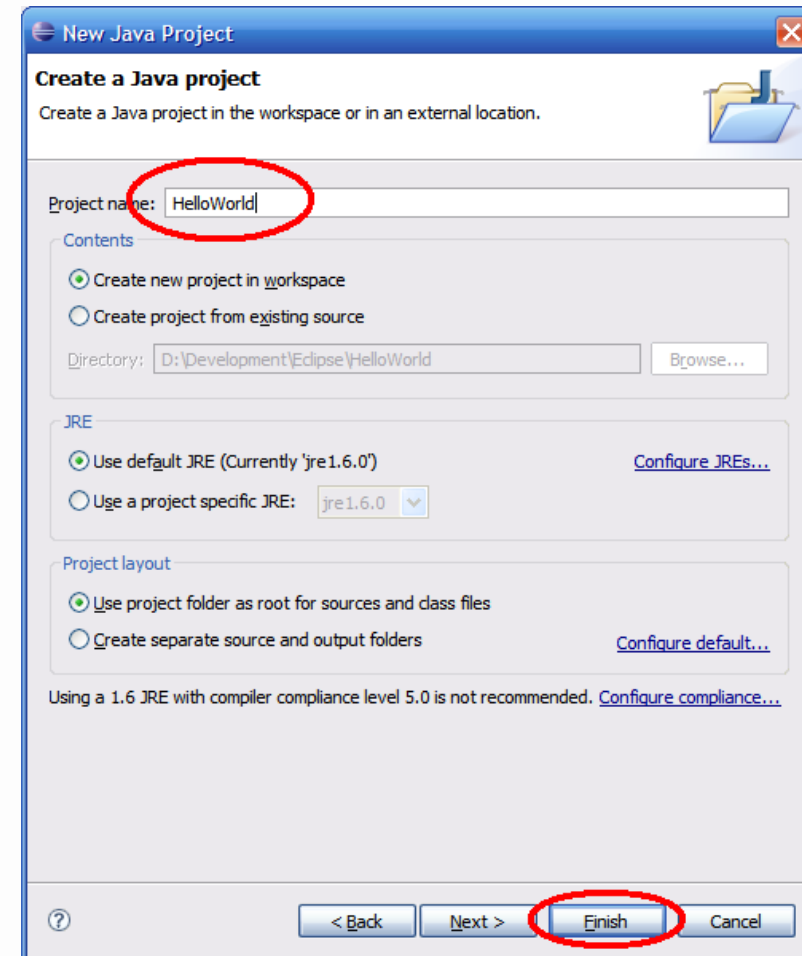 New Java Project
Create a Java project
Create a Java project in the workspace or in an external location.
Project name: HelloWorld
Contents
Create new project in workspace
Create project from existing source
Directory: D:\Development\Eclipse\HelloWorld Browse...
JRE
Use default JRE (Currently 'jre1.6.0') Configure JREs...
Use a project specific JRE: jre1.6.0
Project layout
Use project folder as root for sources and class files
Create separate source and output folders Configure default...
Using a 1.6 JRE with compiler compliance level 5.0 is not recommended. Configure compliance...
? < Back Next > Finish Cancel